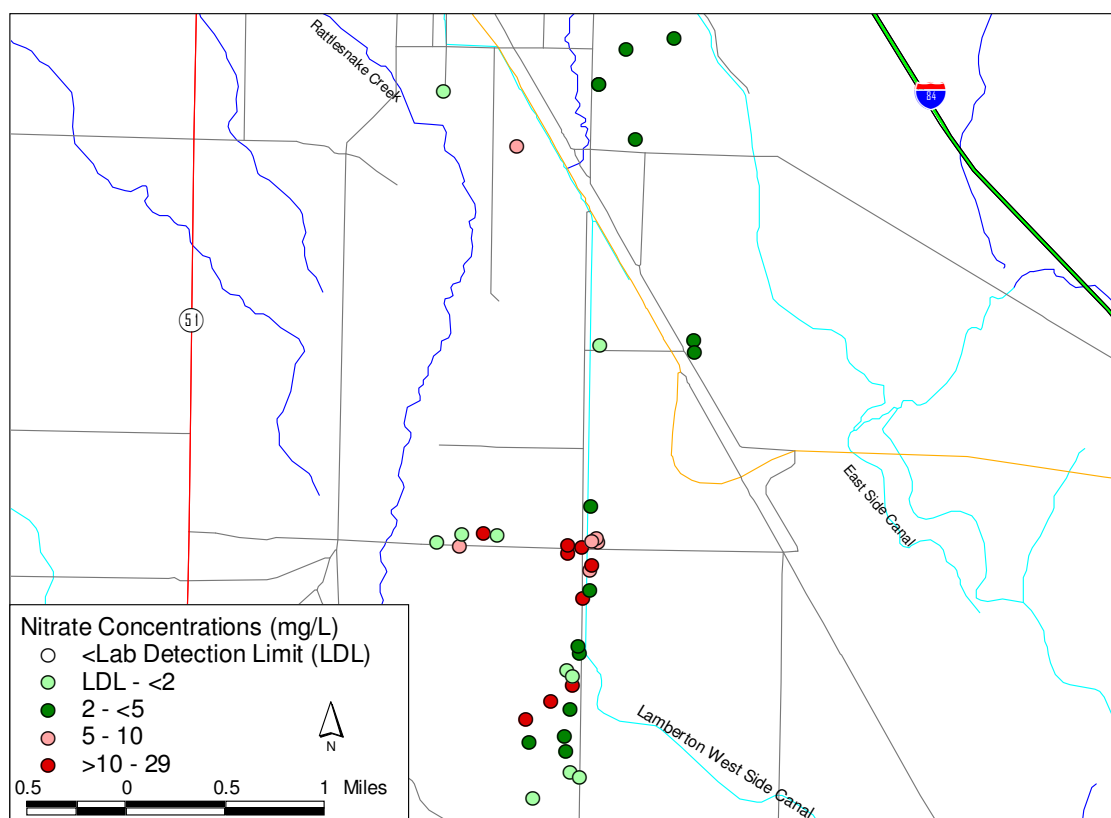 Rattlesnake Creek
84
51
East Side Canal
Lamberton West Side Canal
Nitrate Concentrations (mg/L)
<Lab Detection Limit (LDL)
LDL - <2
2 - <5
5 - 10
>10 - 29
N
0.5 0 0.5 1 Miles